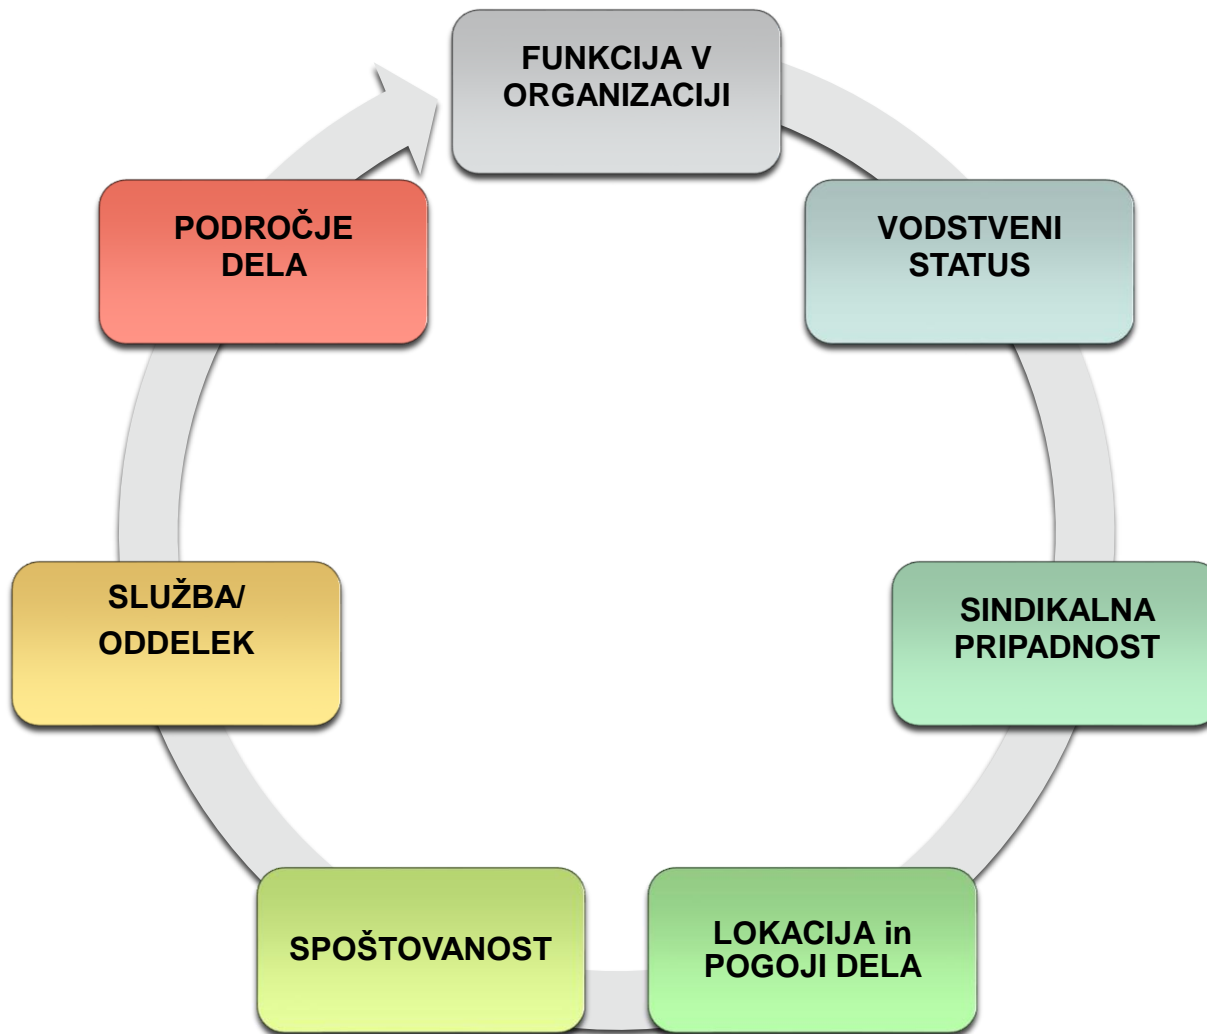 FUNKCIJA V
ORGANIZACIJI
VODSTVENI
STATUS
SINDIKALNA
PRIPADNOST
LOKACIJA in
POGOJI DELA
SPOŠTOVANOST
SLUŽBA/
ODDELEK
PODROČJE
DELA